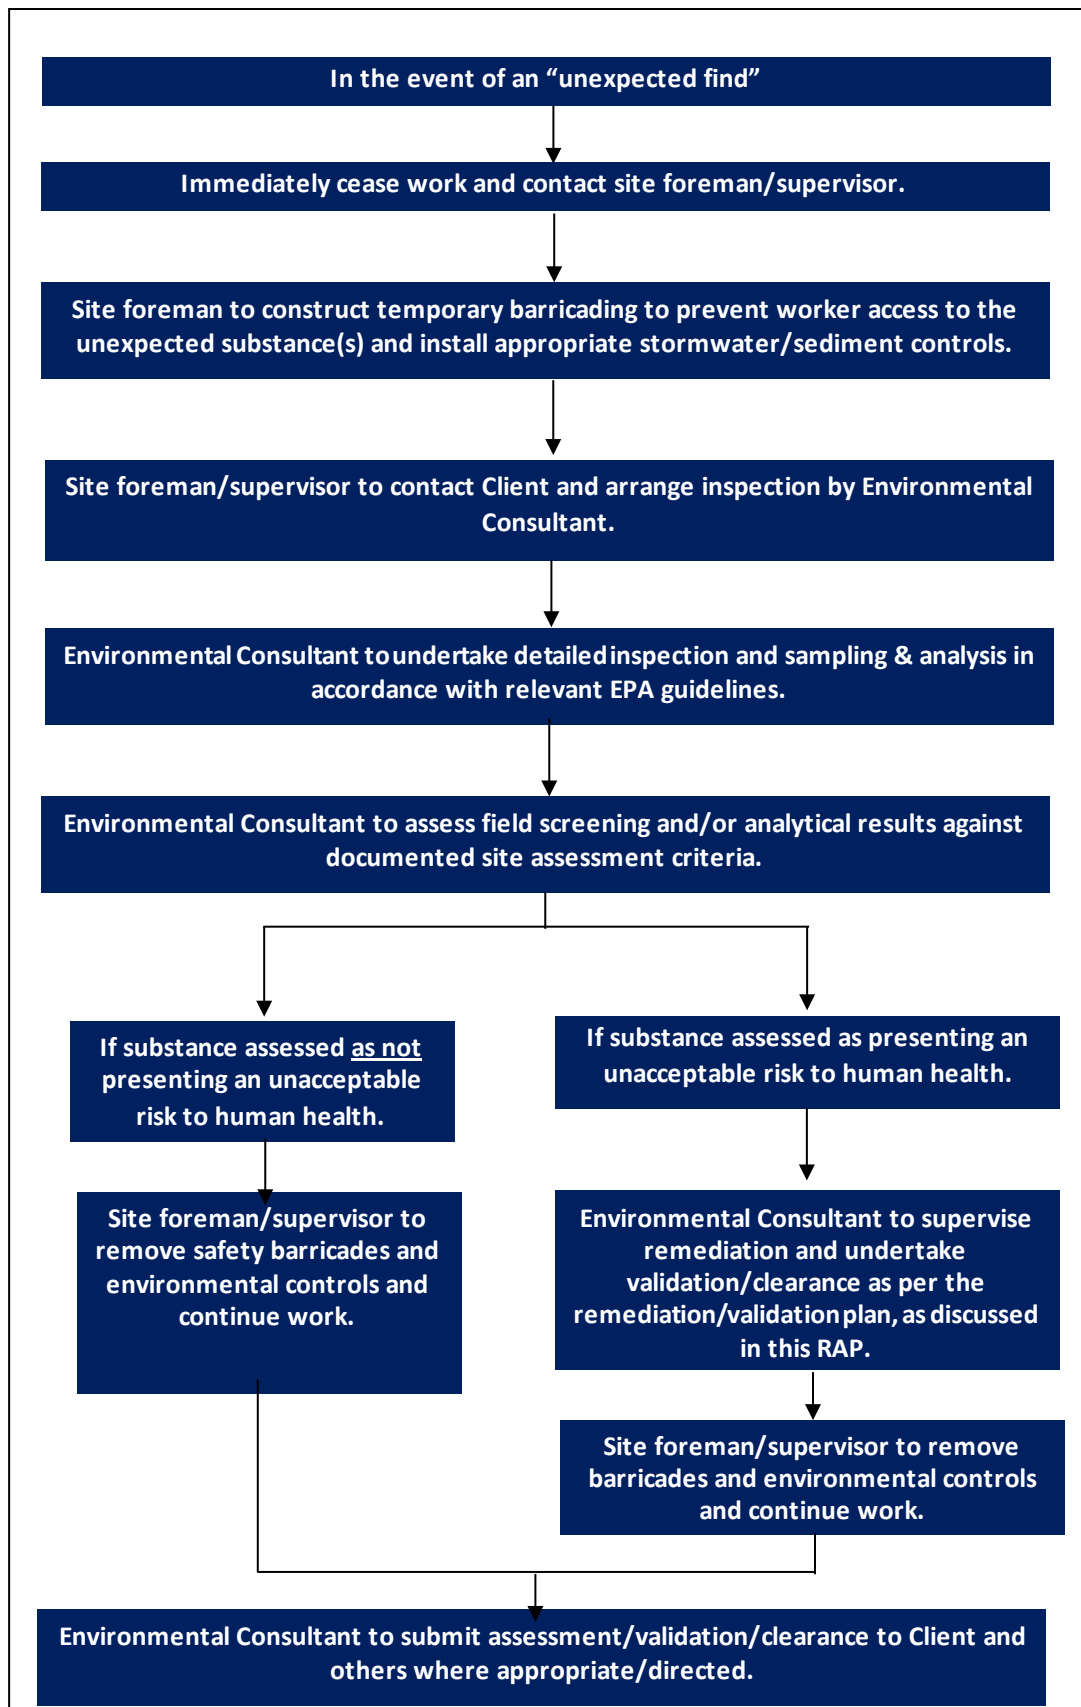 In the event of an “unexpected find”
Immediately cease work and contact site foreman/supervisor.
Site foreman to construct temporary barricading to prevent worker access to the
unexpected substance(s) and install appropriate stormwater/sediment controls.
Site foreman/supervisor to contact Client and arrange inspection by Environmental
Consultant.
Environmental Consultant to undertake detailed inspection and sampling & analysis in
accordance with relevant EPA guidelines.
Environmental Consultant to assess field screening and/or analytical results against
documented site assessment criteria.
If substance assessed as not
presenting an unacceptable
risk to human health.
If substance assessed as presenting an
unacceptable risk to human health.
Site foreman/supervisor to
remove safety barricades and
environmental controls and
continue work.
Environmental Consultant to supervise
remediation and undertake
validation/clearance as per the
remediation/validation plan, as discussed
in this RAP.
Site foreman/supervisor to remove
barricades and environmental controls
and continue work.
Environmental Consultant to submit assessment/validation/clearance to Client and
others where appropriate/directed.